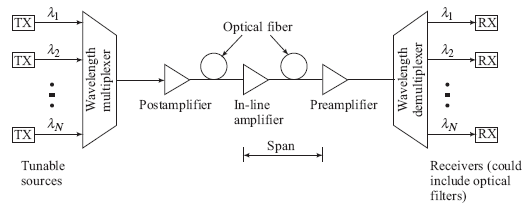 TX λ1
TX λ2
TX λN
Tunable
sources
Wavelength
multiplexer
Optical fiber
Postamplifier
In-line
amplifier
Preamplifier
Span
Wavelength
demultiplexer
λ1 RX
λ2 RX
λN RX
Receivers (could
include optical
filters)